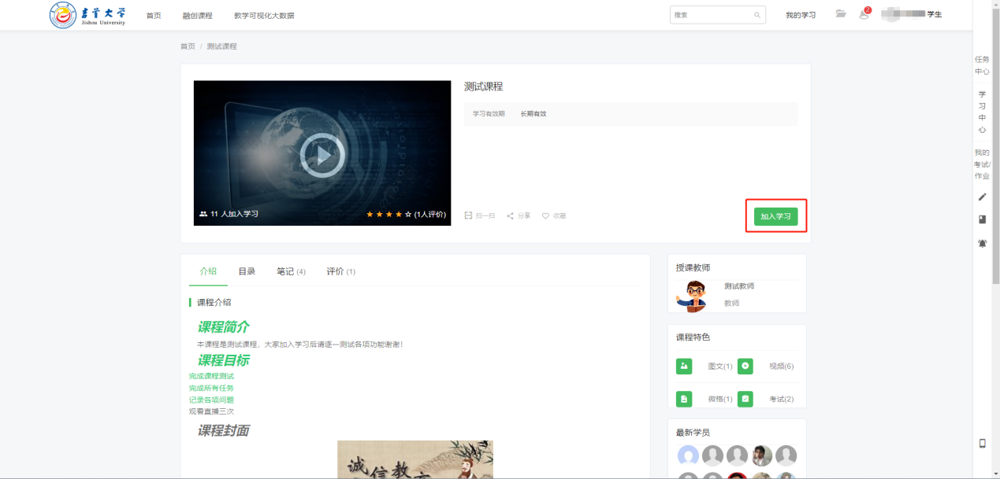 吉首大学
Jishou University
首页
融创课程
教学可视化大数据
搜索
我的学习
2
学生
首页 / 测试课程
测试课程
学习有效期 长期有效
11 人加入学习
(1人评价)
扫一扫
分享
收藏
加入学习
任务中心
学习中心
我的考试/作业
介绍
目录
笔记 (4)
评价 (1)
课程介绍
课程简介
本课程是测试课程，大家加入学习后请逐一测试各项功能谢谢！
课程目标
完成课程测试
完成所有任务
记录各项问题
观看直播三次
课程封面
诚信教
授课教师
测试教师
教师
课程特色
图文(1)
视频(6)
微格(1)
考试(2)
最新学员